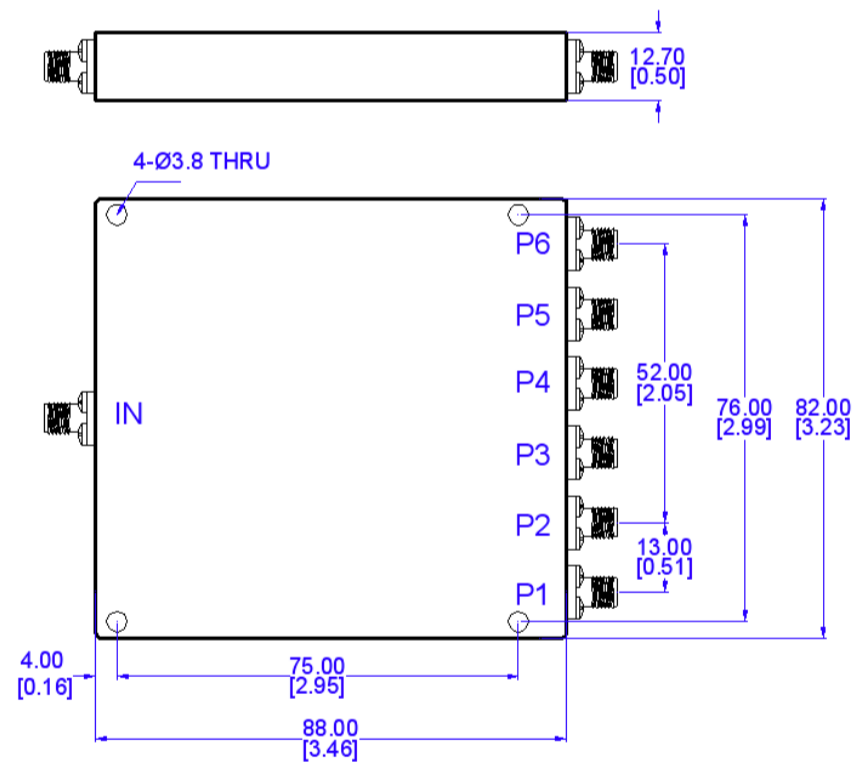 12.70
[0.50]
4-Ø3.8 THRU
P6
P5
P4
IN
P3
P2
P1
52.00
[2.05]
76.00
[2.99]
82.00
[3.23]
13.00
[0.51]
4.00
[0.16]
75.00
[2.95]
88.00
[3.46]